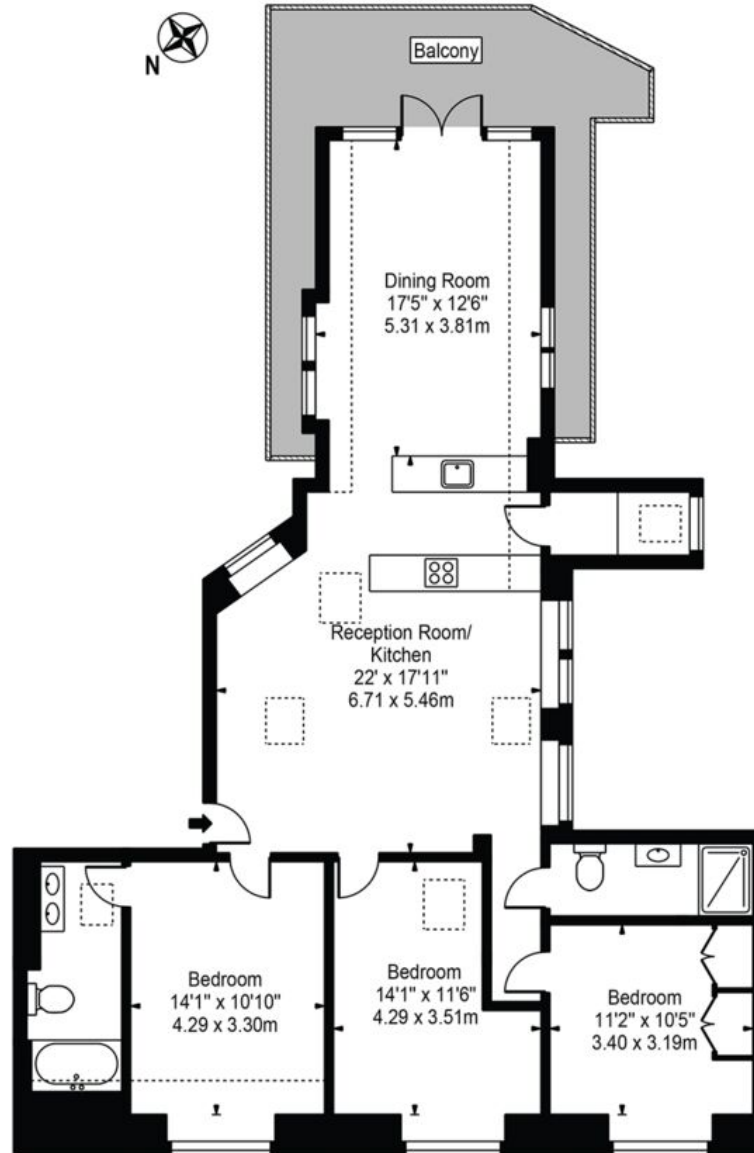 N
Balcony
Dining Room
17'5" x 12'6"
5.31 x 3.81m
Reception Room/
Kitchen
22' x 17'11"
6.71 x 5.46m
Bedroom
14'1" x 10'10"
4.29 x 3.30m
Bedroom
14'1" x 11'6"
4.29 x 3.51m
Bedroom
11'2" x 10'5"
3.40 x 3.19m